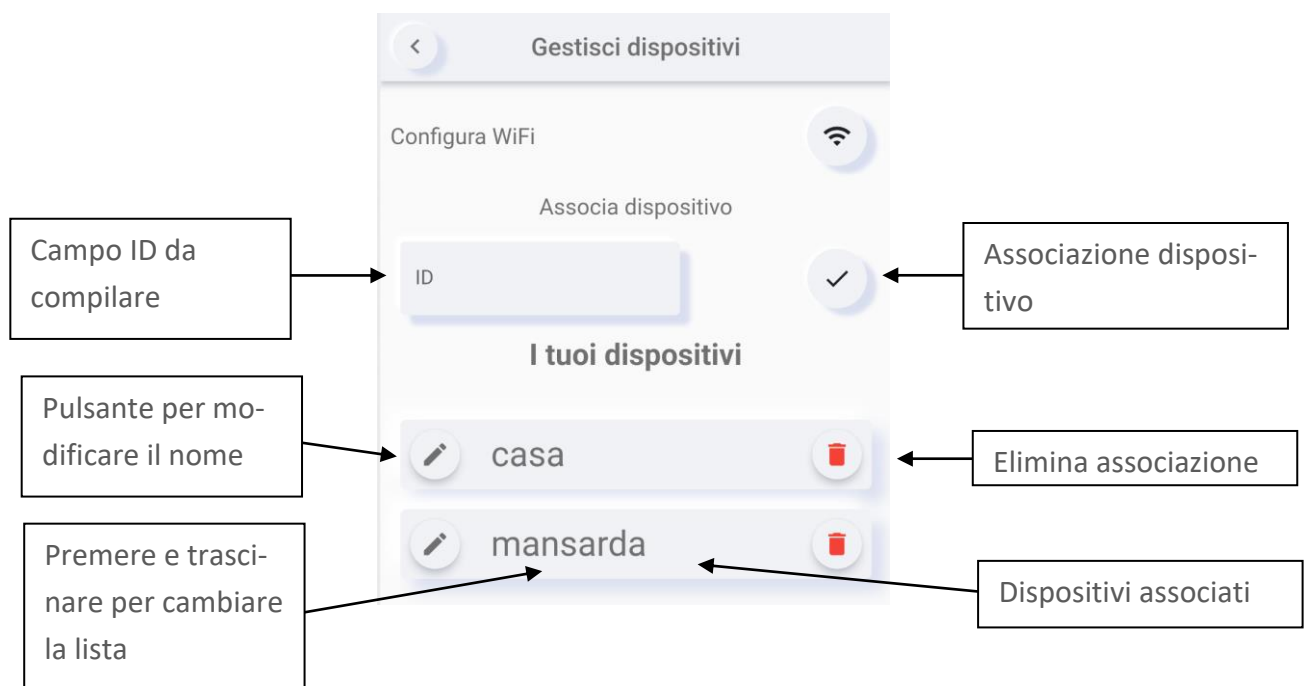 Gestisci dispositivi
Configura WiFi
Associa dispositivo
Campo ID da
compilare
ID
Associazione disposi-
tivo
I tuoi dispositivi
Pulsante per mo-
dificare il nome
casa
Elimina associazione
Premere e trasci-
nare per cambiare
la lista
mansarda
Dispositivi associati